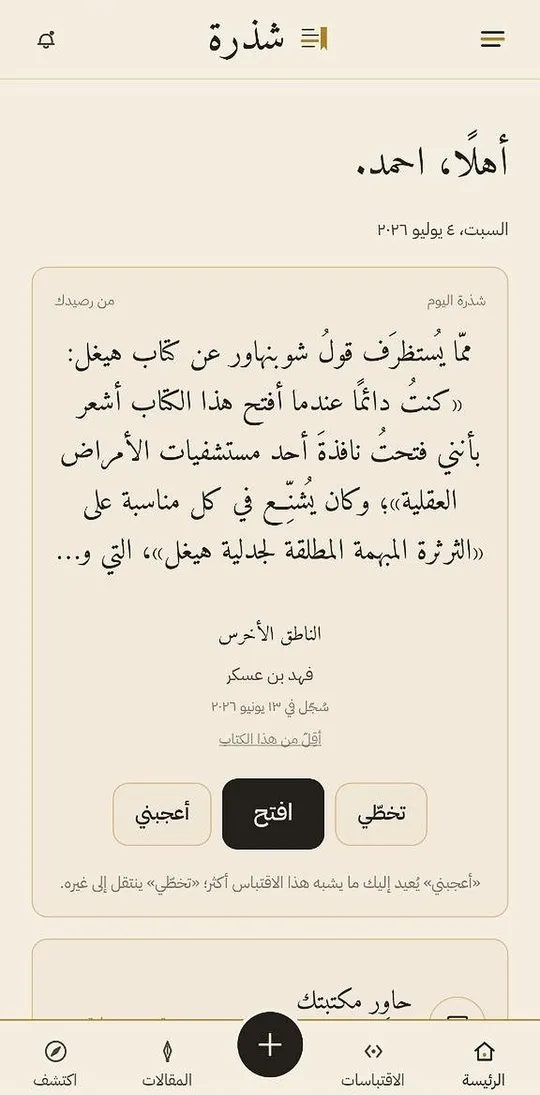 شذرة
أهلًا، احمد.
السبت، ٤ يوليو ٢٠٢٦
شذرة اليوم
من رصيدك
ممّا يُستظرَف قولُ شوبنهاور عن كتاب هيغل:
«كنتُ دائمًا عندما أفتح هذا الكتاب أشعر
بأنني فتحتُ نافذةَ أحد مستشفيات الأمراض
العقلية»؛ وكان يُشنِّـع في كل مناسبة على
«الثرثرة المبهمة المطلقة لجدلية هيغل»، التي و...
الناطق الأخرس
فهد بن عسكر
سُجّل في ١٣ يونيو ٢٠٢٦
أقِلّ من هذا الكتاب
تخطّي
افتح
أعجبني
«أعجبني» يُعيد إليك ما يشبه هذا الاقتباس أكثر؛ «تخطّي» ينتقل إلى غيره.
حاوِر مكتبتك
الرئيسة
الاقتباسات
المقالات
اكتشف